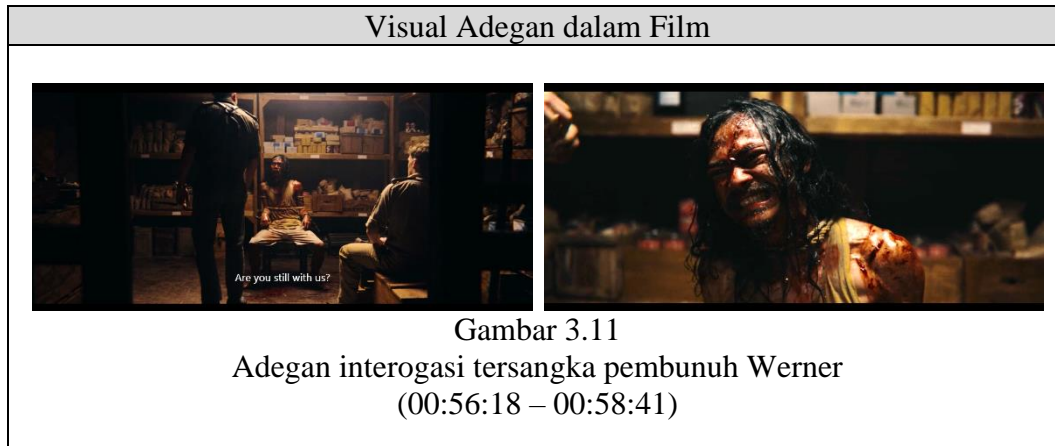 Visual Adegan dalam Film
Are you still with us?
Gambar 3.11
Adegan interogasi tersangka pembunuh Werner
(00:56:18 – 00:58:41)